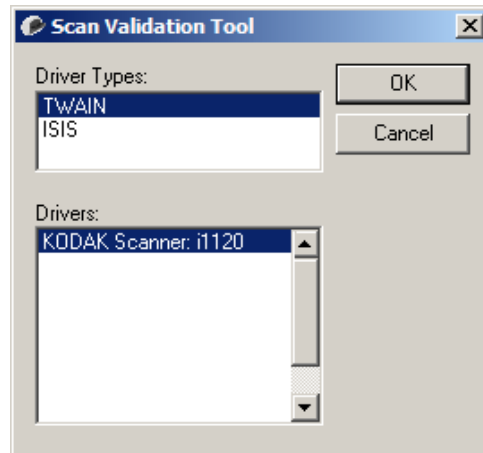 Scan Validation Tool
Driver Types:
TWAIN
ISIS
OK
Cancel
Drivers:
KODAK Scanner: i1120